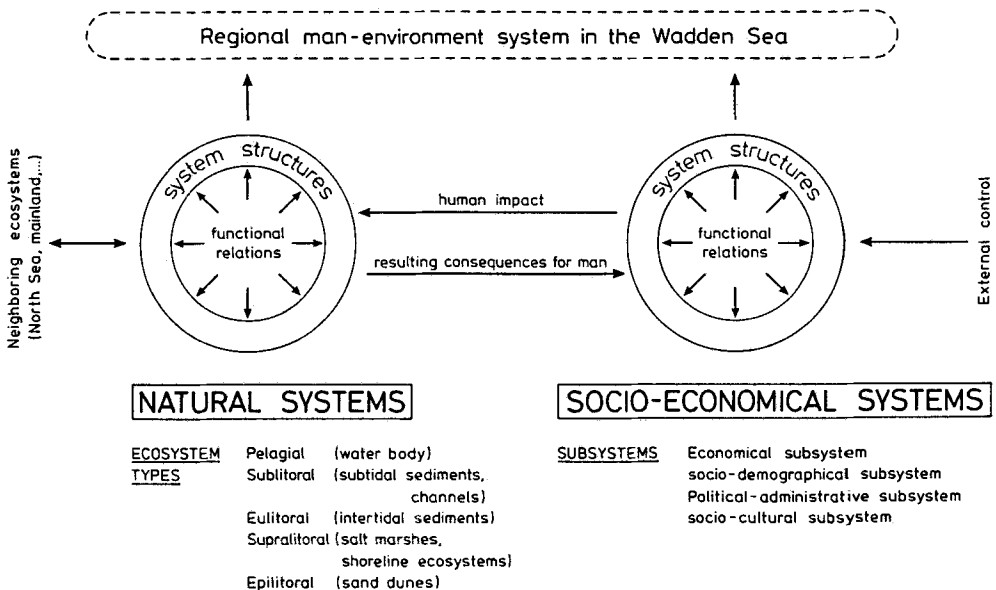 Regional man-environment system in the Wadden Sea
Neighboring ecosystems
(North Sea, mainland,...)
system structures
functional
relations
human impact
resulting consequences for man
system structures
functional
relations
External control
NATURAL SYSTEMS
ECOSYSTEM
TYPES
Pelagial (water body)
Sublitoral (subtidal sediments,
channels)
Eulitoral (intertidal sediments)
Supralitoral (salt marshes,
shoreline ecosystems)
Epilitoral (sand dunes)
SOCIO-ECONOMICAL SYSTEMS
SUBSYSTEMS
Economical subsystem
socio-demographical subsystem
Political-administrative subsystem
socio-cultural subsystem